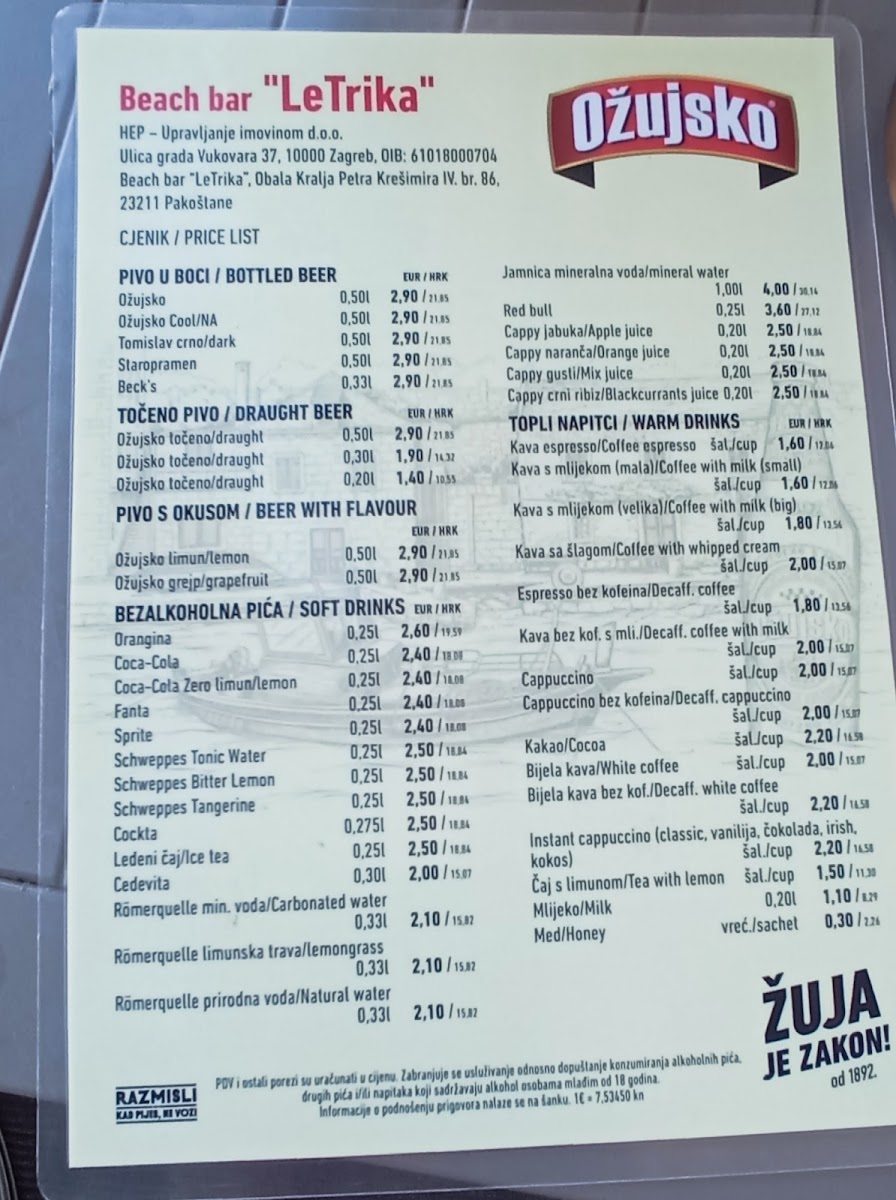 Beach bar "LeTrika"
HEP – Upravljanje imovinom d.o.o.
Ulica grada Vukovara 37, 10000 Zagreb, OIB: 61018000704
Beach bar "LeTrika", Obala Kralja Petra Krešimira IV. br. 86,
23211 Pakoštane
Ožujsko
CJENIK / PRICE LIST
PIVO U BOCI / BOTTLED BEER EUR / HRK
Ožujsko 0,50l 2,90 / 21,85
Ožujsko Cool/NA 0,50l 2,90 / 21,85
Tomislav crno/dark 0,50l 2,90 / 21,85
Staropramen 0,50l 2,90 / 21,85
Beck's 0,33l 2,90 / 21,85
TOČENO PIVO / DRAUGHT BEER EUR / HRK
Ožujsko točeno/draught 0,50l 2,90 / 21,85
Ožujsko točeno/draught 0,30l 1,90 / 14,32
Ožujsko točeno/draught 0,20l 1,40 / 10,55
PIVO S OKUSOM / BEER WITH FLAVOUR
EUR / HRK
Ožujsko limun/lemon 0,50l 2,90 / 21,85
Ožujsko grejp/grapefruit 0,50l 2,90 / 21,85
BEZALKOHOLNA PIĆA / SOFT DRINKS EUR / HRK
Orangina 0,25l 2,60 / 19,59
Coca-Cola 0,25l 2,40 / 18,08
Coca-Cola Zero limun/lemon 0,25l 2,40 / 18,08
Fanta 0,25l 2,40 / 18,08
Sprite 0,25l 2,40 / 18,08
Schweppes Tonic Water 0,25l 2,50 / 18,84
Schweppes Bitter Lemon 0,25l 2,50 / 18,84
Schweppes Tangerine 0,25l 2,50 / 18,84
Cockta 0,275l 2,50 / 18,84
Ledeni čaj/Ice tea 0,25l 2,50 / 18,84
Cedevita 0,30l 2,00 / 15,07
Römerquelle min. voda/Carbonated water
0,33l 2,10 / 15,82
Römerquelle limunska trava/lemongrass
0,33l 2,10 / 15,82
Römerquelle prirodna voda/Natural water
0,33l 2,10 / 15,82
Jamnica mineralna voda/mineral water
1,00l 4,00 / 30,14
Red bull 0,25l 3,60 / 27,12
Cappy jabuka/Apple juice 0,20l 2,50 / 18,84
Cappy naranča/Orange juice 0,20l 2,50 / 18,84
Cappy gusti/Mix juice 0,20l 2,50 / 18,84
Cappy crni ribiz/Blackcurrants juice 0,20l 2,50 / 18,84
TOPLI NAPITCI / WARM DRINKS EUR / HRK
Kava espresso/Coffee espresso šal./cup 1,60 / 12,06
Kava s mlijekom (mala)/Coffee with milk (small)
šal./cup 1,60 / 12,06
Kava s mlijekom (velika)/Coffee with milk (big)
šal./cup 1,80 / 13,56
Kava sa šlagom/Coffee with whipped cream
šal./cup 2,00 / 15,07
Espresso bez kofeina/Decaff. coffee
šal./cup 1,80 / 13,56
Kava bez kof. s mli./Decaff. coffee with milk
šal./cup 2,00 / 15,07
Cappuccino šal./cup 2,00 / 15,07
Cappuccino bez kofeina/Decaff. cappuccino
šal./cup 2,00 / 15,07
Kakao/Cocoa šal./cup 2,20 / 16,58
Bijela kava/White coffee šal./cup 2,00 / 15,07
Bijela kava bez kof./Decaff. white coffee
šal./cup 2,20 / 16,58
Instant cappuccino (classic, vanilija, čokolada, irish,
kokos) šal./cup 2,20 / 16,58
Čaj s limunom/Tea with lemon šal./cup 1,50 / 11,30
Mlijeko/Milk 0,20l 1,10 / 8,29
Med/Honey vreć./sachet 0,30 / 2,26
ŽUJA
JE ZAKON!
od 1892.
RAZMISLI
KAD PIJEŠ, NE VOZI
PDV i ostali porezi su uračunati u cijenu. Zabranjuje se usluživanje odnosno dopuštanje konzumiranja alkoholnih pića,
drugih pića i/ili napitaka koji sadržavaju alkohol osobama mlađim od 18 godina.
Informacije o podnošenju prigovora nalaze se na šanku. 1€ = 7,53450 kn